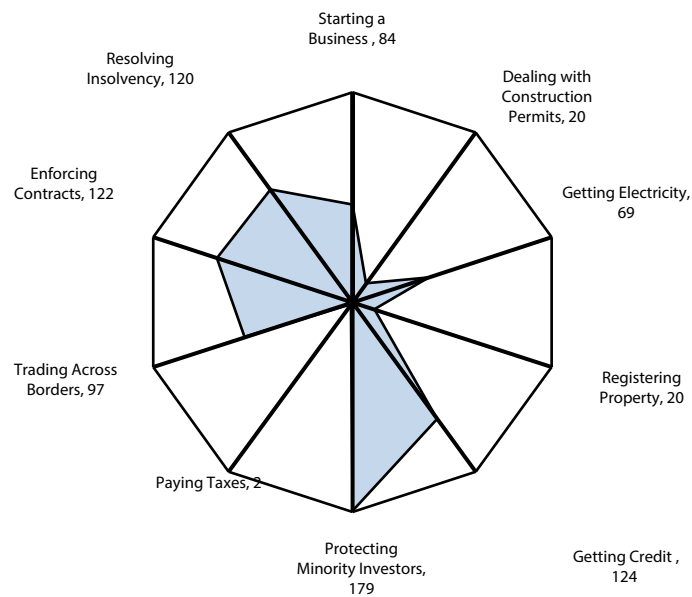 Starting a
Business , 84
Dealing with
Construction
Permits, 20
Getting Electricity,
69
Registering
Property, 20
Getting Credit ,
124
Protecting
Minority Investors,
179
Paying Taxes, 2
Trading Across
Borders, 97
Enforcing
Contracts, 122
Resolving
Insolvency, 120